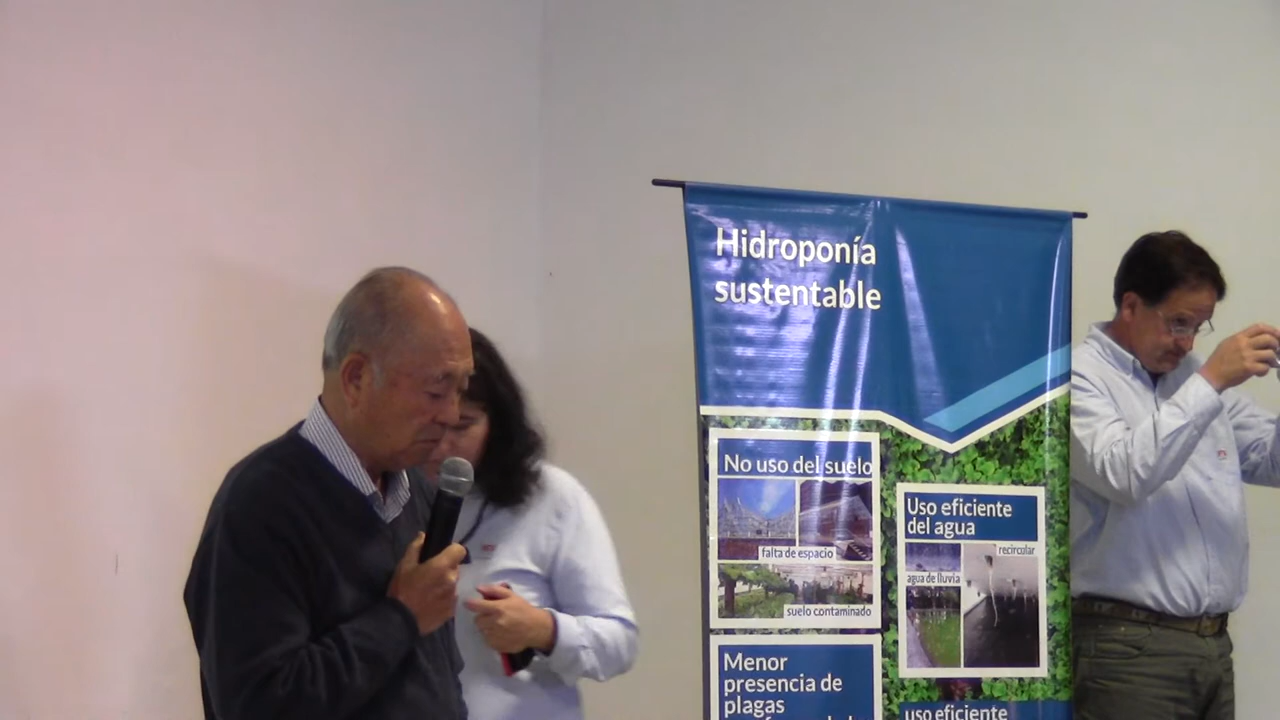 Hidroponía
sustentable
No uso del suelo
falta de espacio
suelo contaminado
Uso eficiente
del agua
recircular
agua de lluvia
Menor
presencia de
plagas
uso eficiente